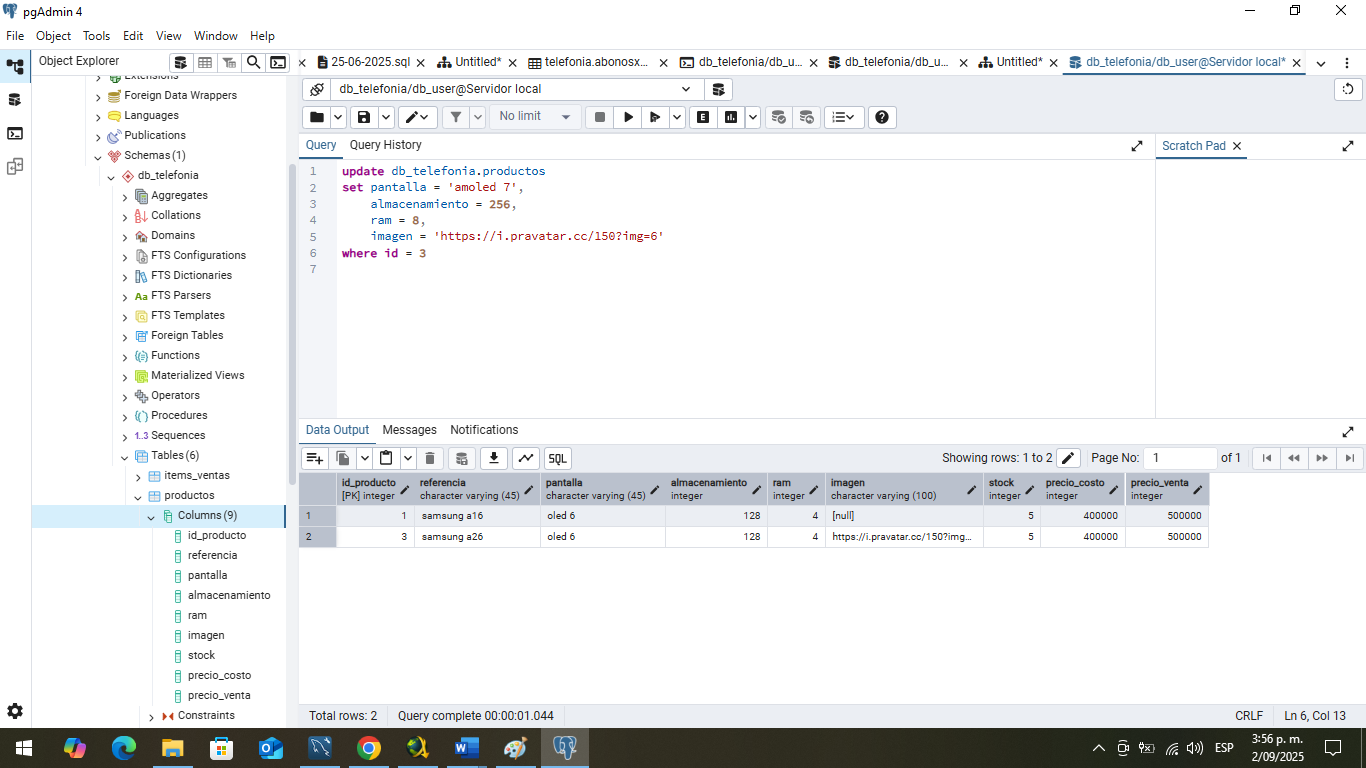 pgAdmin 4
File Object Tools Edit View Window Help
Object Explorer
25-06-2025.sql
Untitled*
telefonia.abonosx...
db_telefonia/db_u...
db_telefonia/db_u...
Untitled*
db_telefonia/db_user@Servidor local*
Extensions
Foreign Data Wrappers
Languages
Publications
Schemas (1)
db_telefonia
Aggregates
Collations
Domains
FTS Configurations
FTS Dictionaries
FTS Parsers
FTS Templates
Foreign Tables
Functions
Materialized Views
Operators
Procedures
1..3 Sequences
Tables (6)
items_ventas
productos
Columns (9)
id_producto
referencia
pantalla
almacenamiento
ram
imagen
stock
precio_costo
precio_venta
Constraints
db_telefonia/db_user@Servidor local
No limit
Query Query History
Scratch Pad
1 update db_telefonia.productos
2 set pantalla = 'amoled 7',
3 almacenamiento = 256,
4 ram = 8,
5 imagen = 'https://i.pravatar.cc/150?img=6'
6 where id = 3
7
Data Output Messages Notifications
SQL
Showing rows: 1 to 2
Page No: 1 of 1
id_producto referencia pantalla almacenamiento ram imagen stock precio_costo precio_venta
[PK] integer character varying (45) character varying (45) integer integer character varying (100) integer integer integer
1 1 samsung a16 oled 6 128 4 [null] 5 400000 500000
2 3 samsung a26 oled 6 128 4 https://i.pravatar.cc/150?img... 5 400000 500000
Total rows: 2 Query complete 00:00:01.044 CRLF Ln 6, Col 13
ESP
3:56 p. m.
2/09/2025